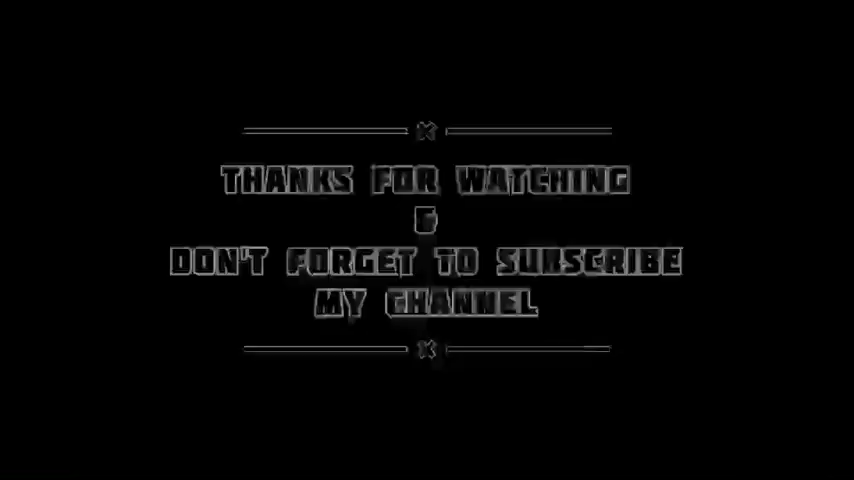 THANKS FOR WATCHING
&
DON'T FORGET TO SUBSCRIBE
MY CHANNEL